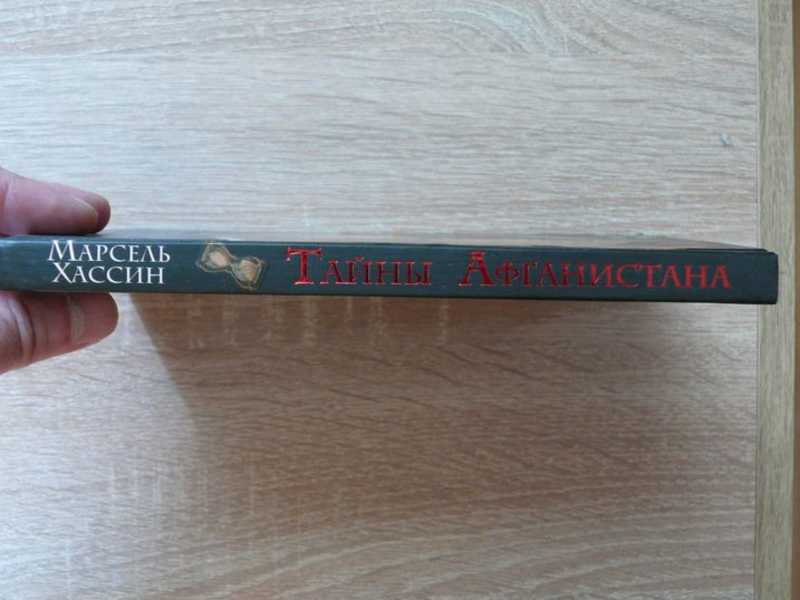 Марсель
Хассин
Тайны Афганистана